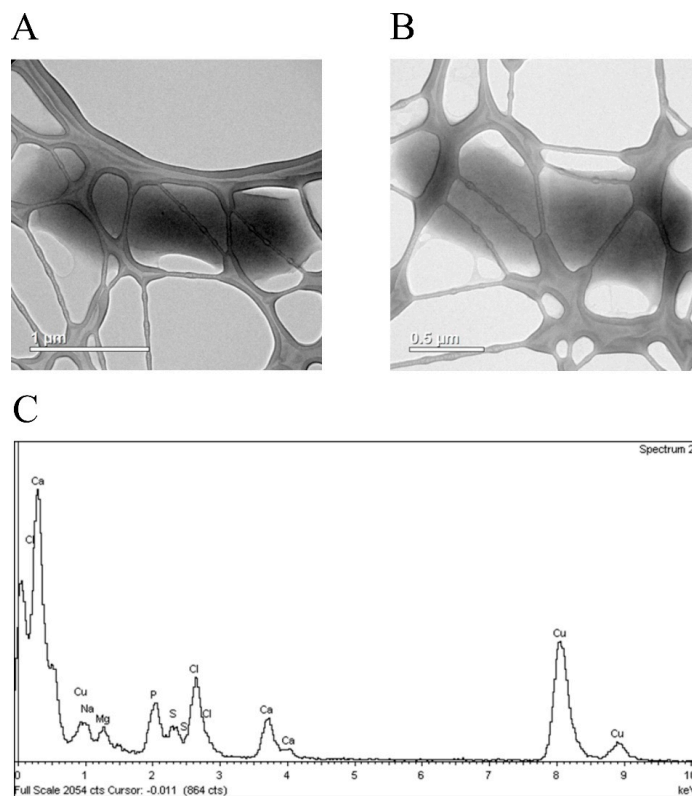 A B
1 µm
0.5 µm
C
Spectrum 2
Ca
Cl
Cu
Na
Mg
P
S
S
Cl
Cl
Ca
Ca
Cu
Cu
0 1 2 3 4 5 6 7 8 9 10
Full Scale 2054 cts Cursor: -0.011 (864 cts)